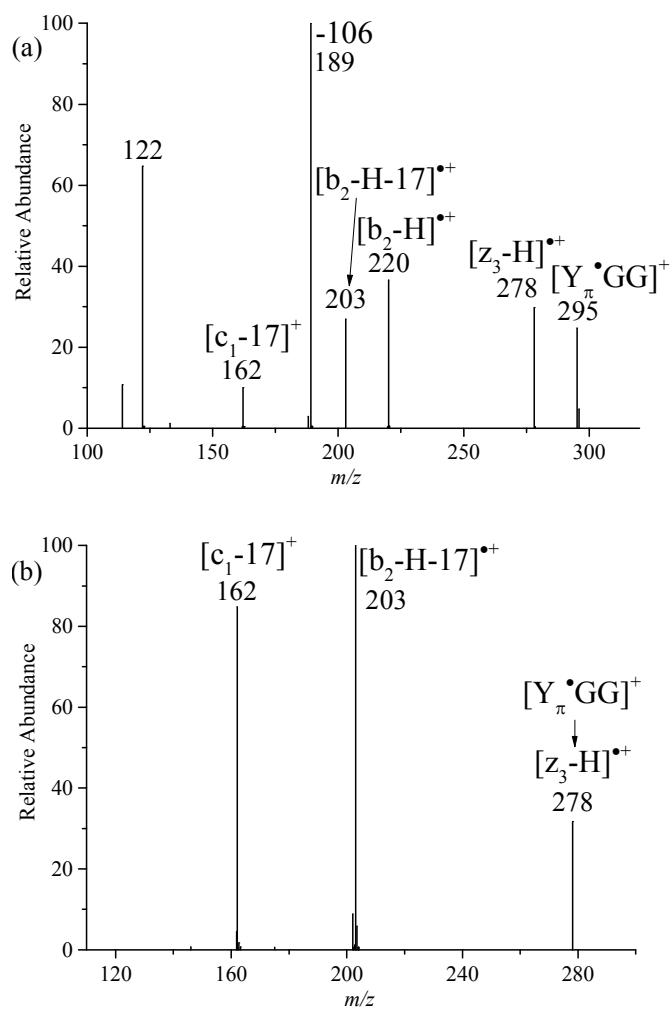 (a)
100
80
60
40
20
0
Relative Abundance
-106
189
122
[b₂-H-17]•⁺
203
[b₂-H]•⁺
220
[z₃-H]•⁺
278
[Yπ•GG]⁺
295
[c₁-17]⁺
162
100 150 200 250 300
m/z
(b)
100
80
60
40
20
0
Relative Abundance
[c₁-17]⁺
162
[b₂-H-17]•⁺
203
[Yπ•GG]⁺
[z₃-H]•⁺
278
120 160 200 240 280
m/z